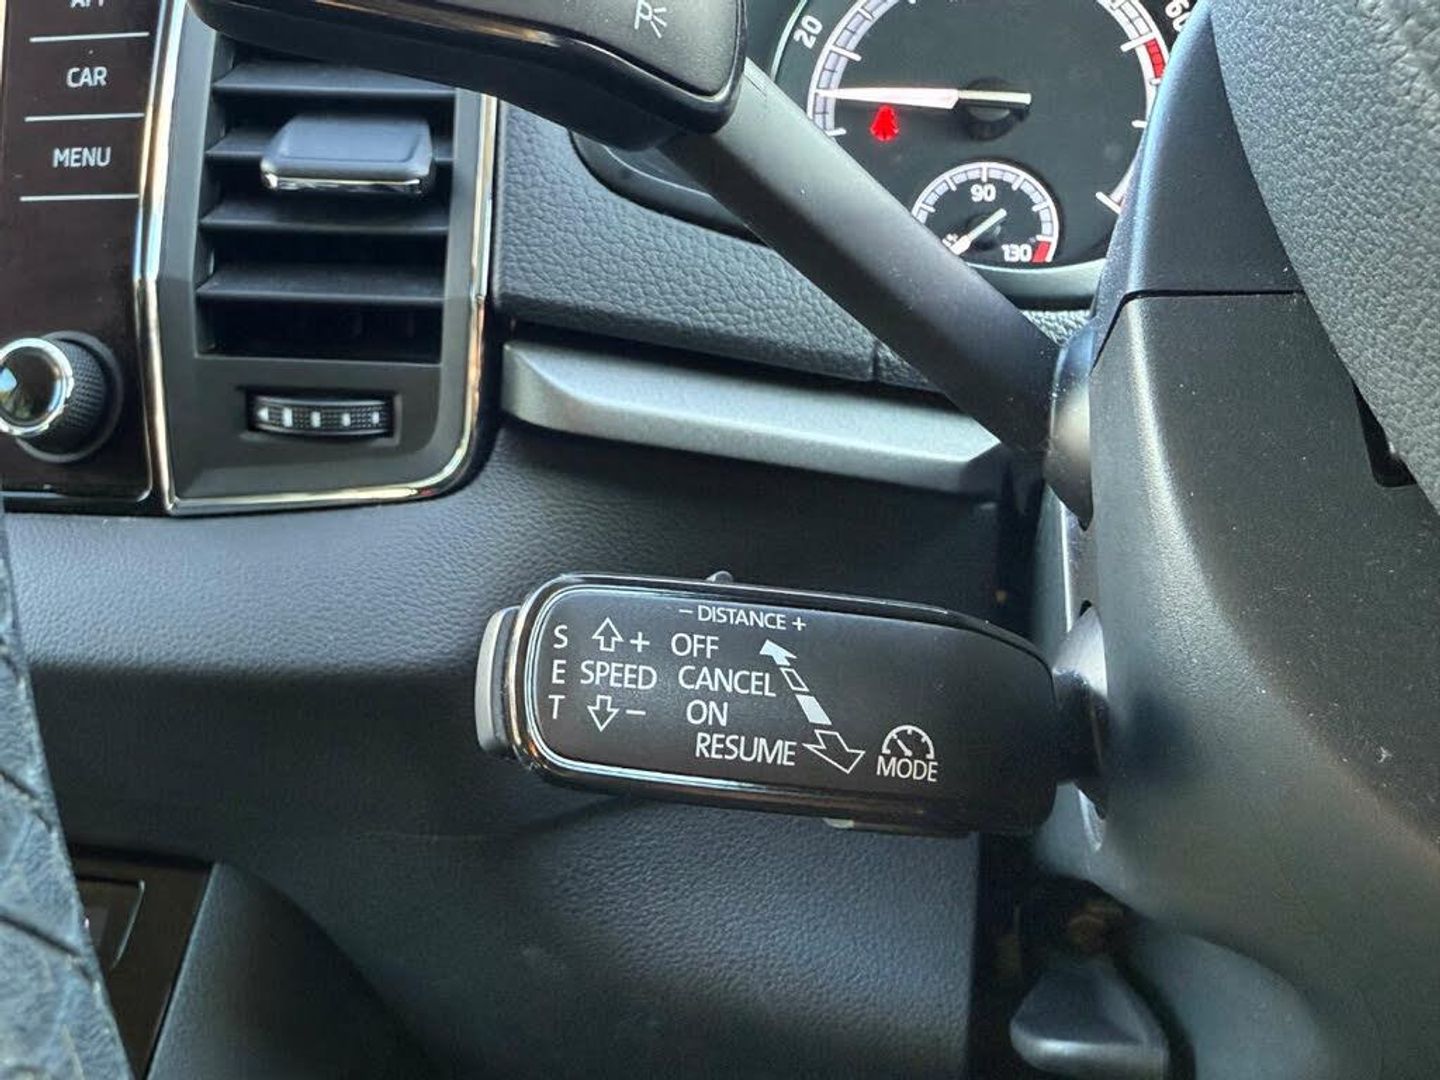 CAR
MENU
20
90
130
– DISTANCE +
S + OFF
E SPEED CANCEL
T – ON
RESUME
MODE